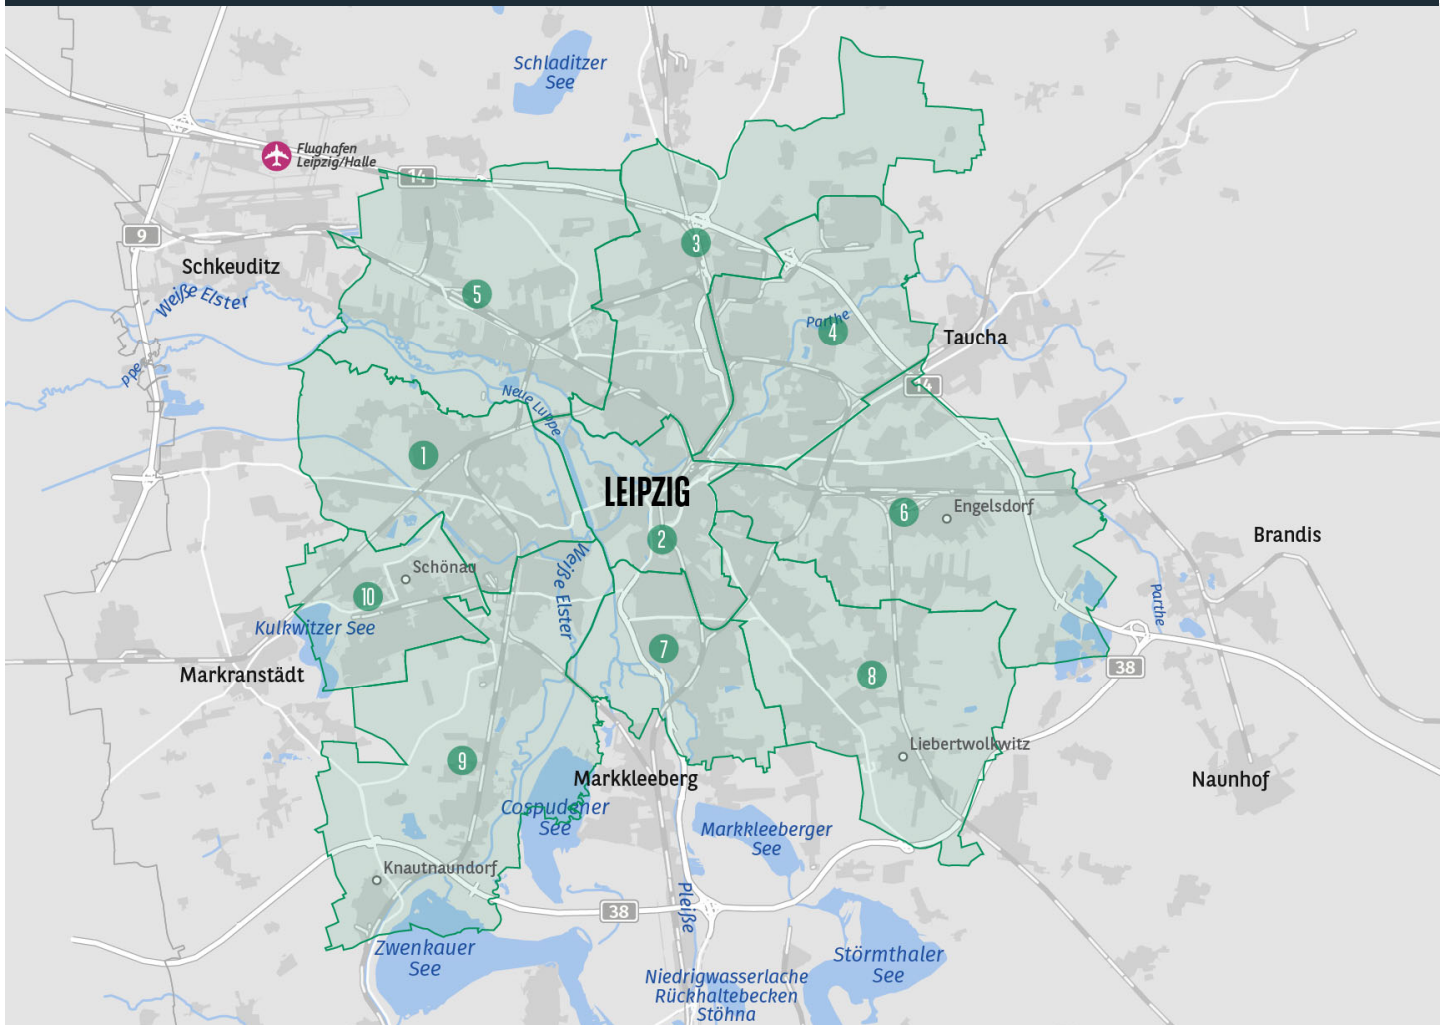 Schladitzer
See
Flughafen
Leipzig/Halle
14
9
3
Schkeuditz
Weiße Elster
5
Parthe
4
Taucha
ppe
14
Neue Luppe
1
LEIPZIG
6
Engelsdorf
2
Brandis
Schönau
Weiße Elster
10
Parthe
Kulkwitzer See
7
Markranstädt
38
8
Liebertwolkwitz
9
Markkleeberg
Naunhof
Cospudener
See
Markkleeberger
See
Knautnaundorf
38
Pleiße
Zwenkauer
See
Störmthaler
See
Niedrigwasserlache
Rückhaltebecken
Stöhna